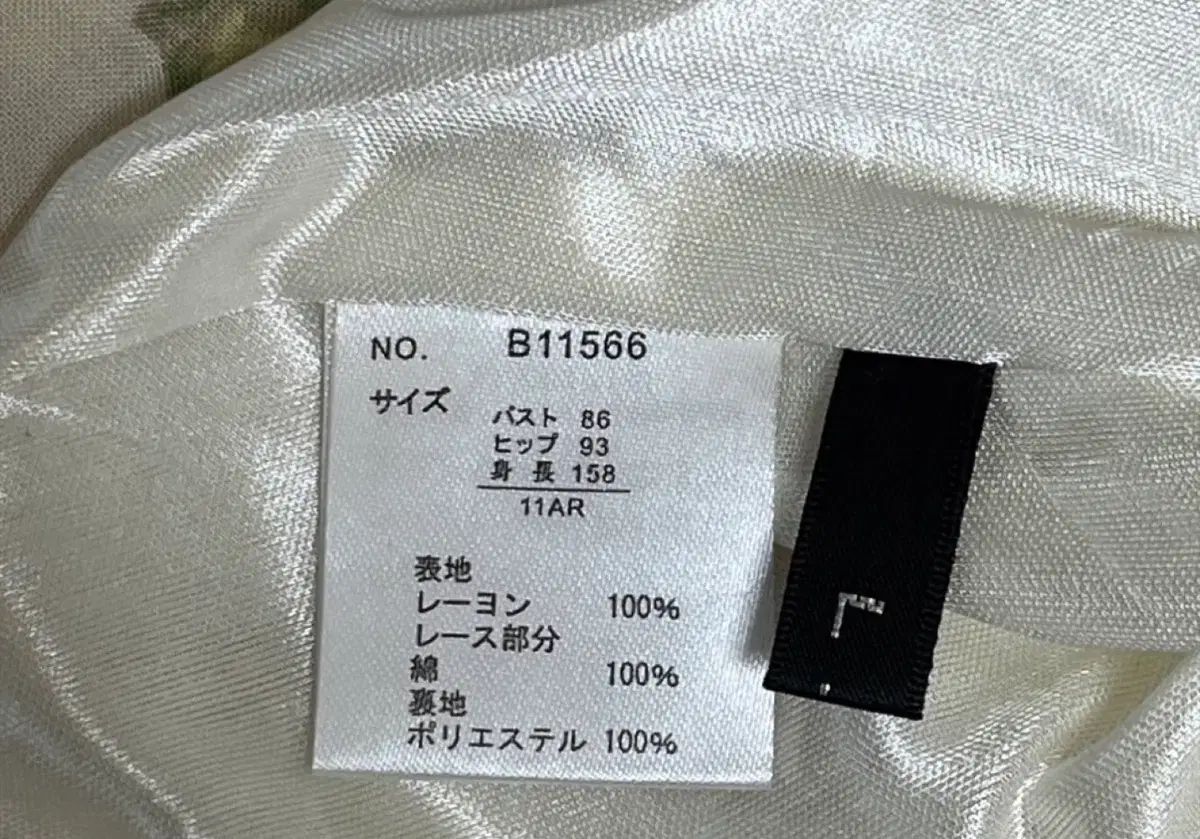 NO. B11566
サイズ
バスト 86
ヒップ 93
身長 158
11AR
表地
レーヨン 100%
レース部分
綿 100%
裏地
ポリエステル 100%